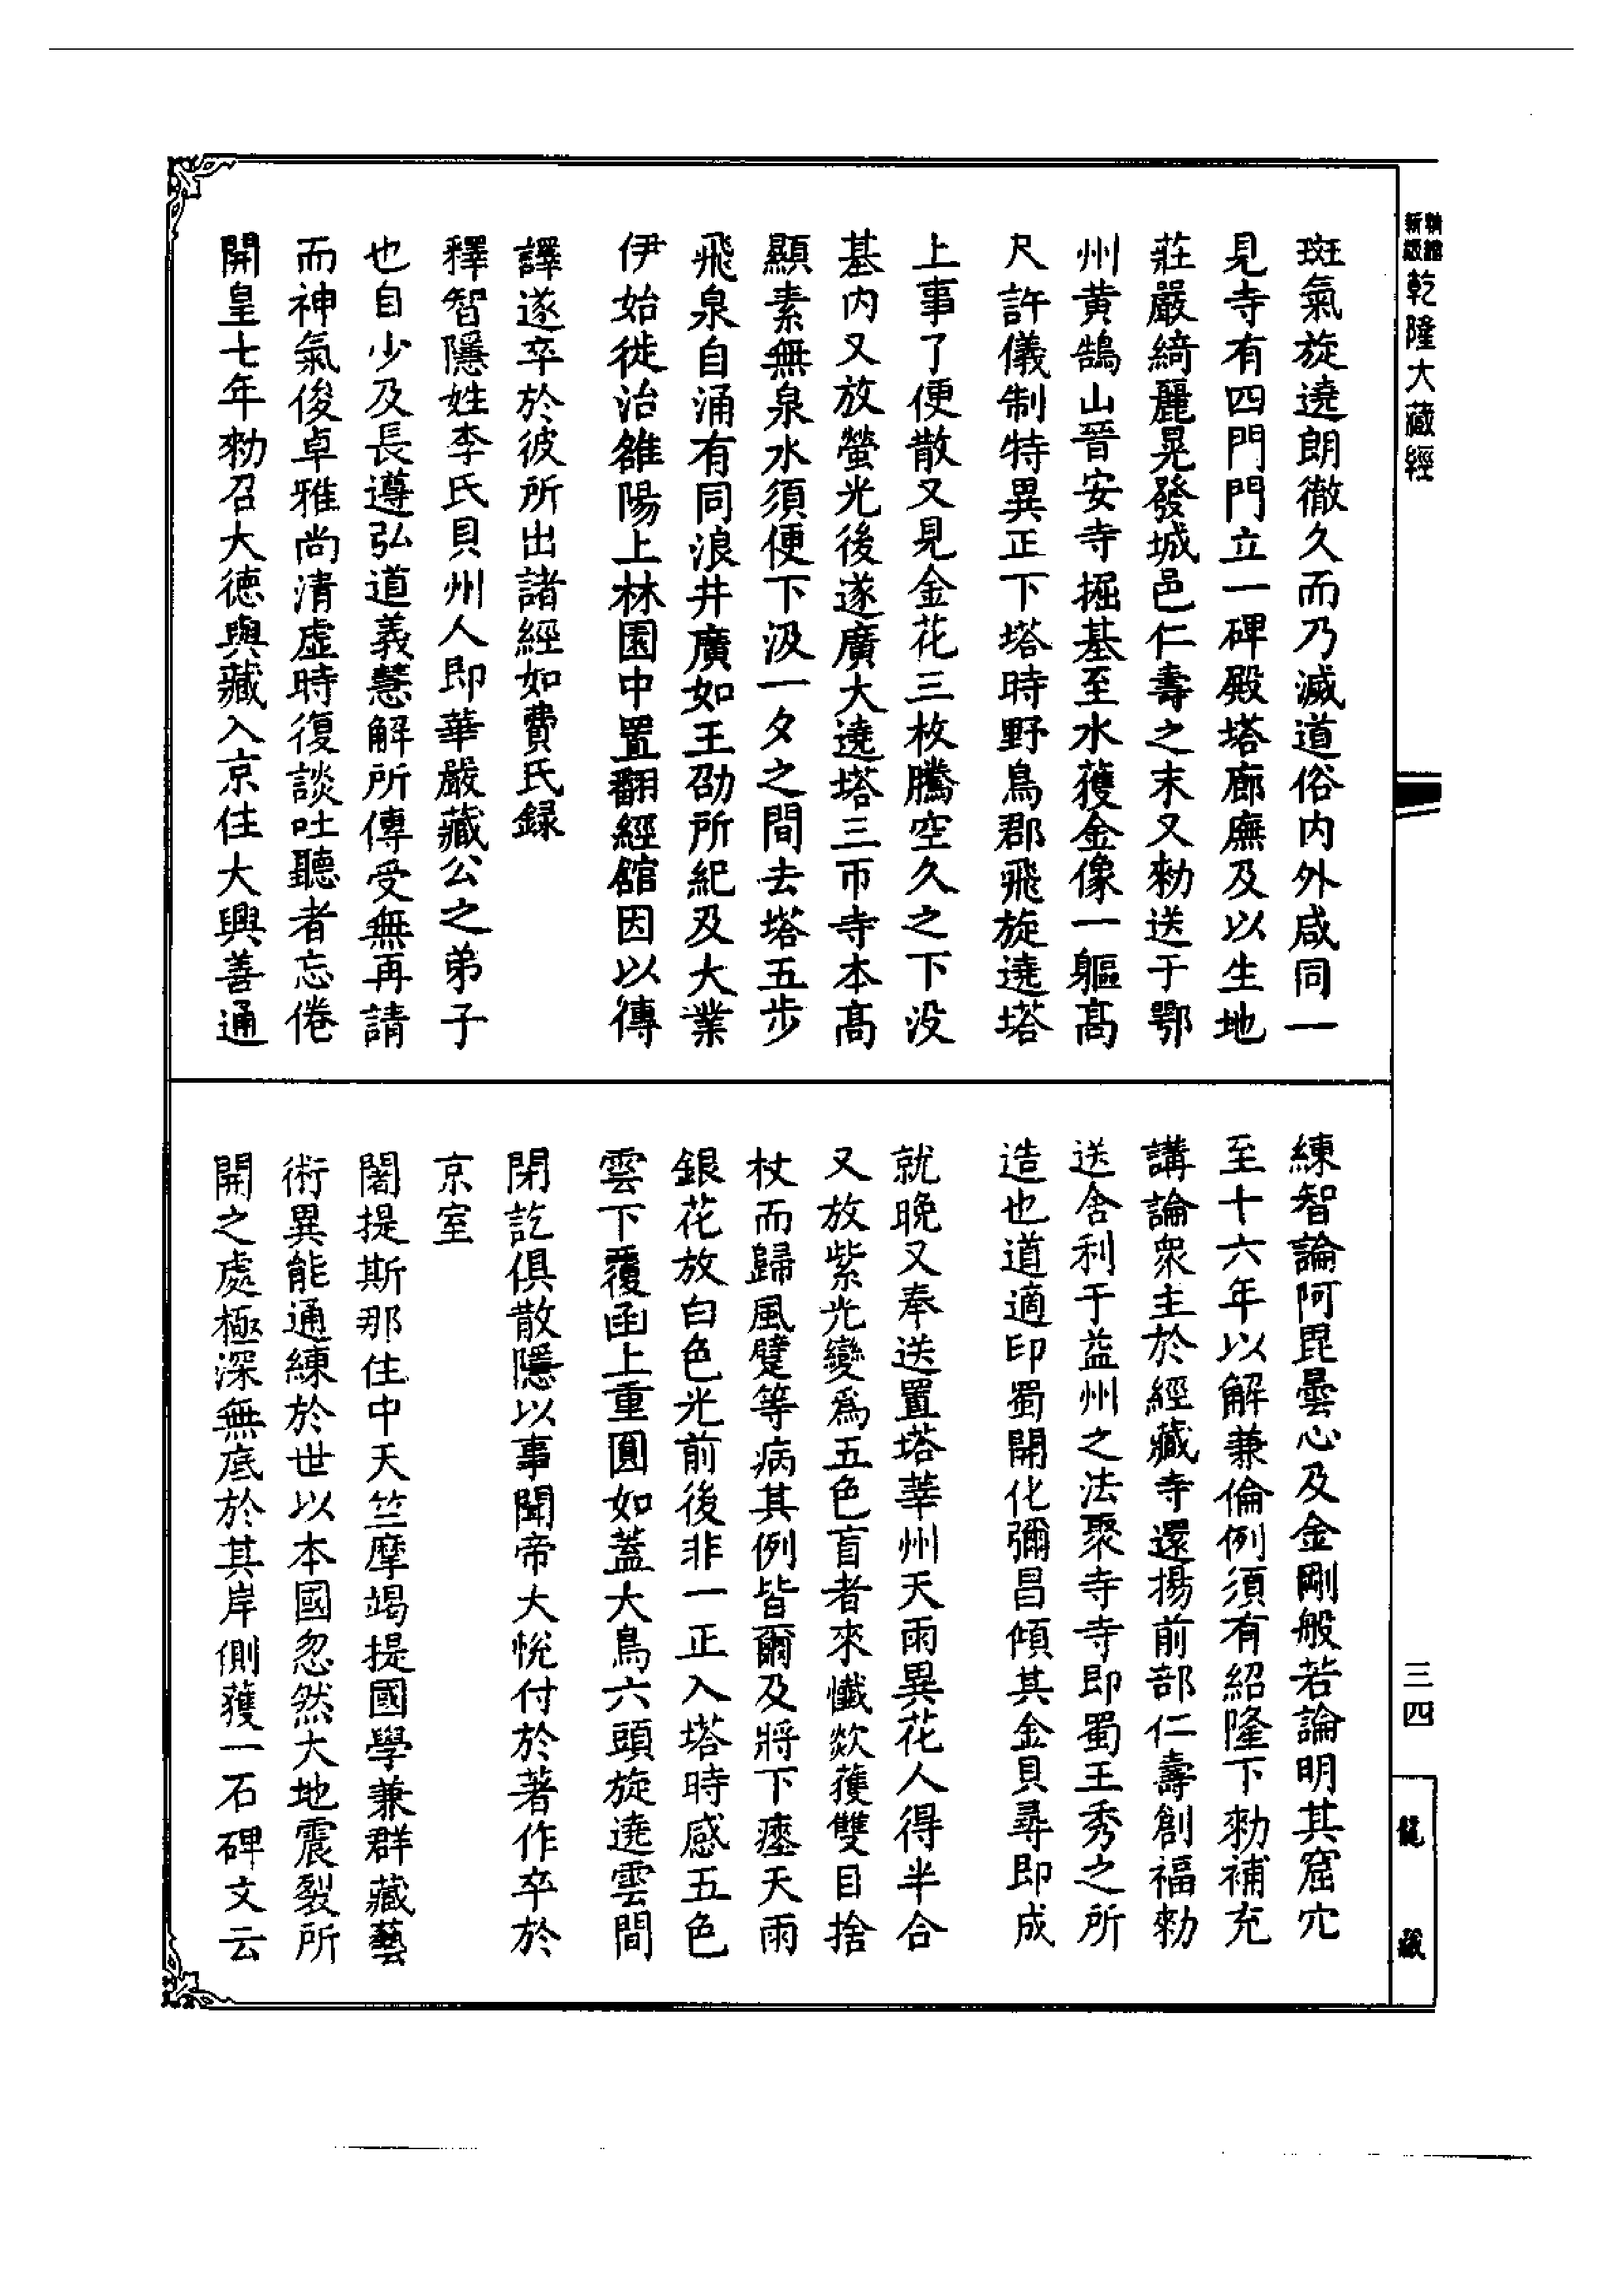 斑氣旋遶朗徹久而乃滅道俗内外咸同一
見寺有四門門立一碑殿塔廊廡及以生地
莊嚴綺麗晃發城邑仁壽之末又勑送于鄂
州黄鵠山晉安寺掘基至水獲金像一軀高
尺許儀制特異正下塔時野鳥郡飛旋遶塔
上事了便散又見金花三枚騰空久之下没
基内又放螢光後遂廣大遶塔三帀寺本高
顯素無泉水須便下汲一夕之間去塔五步
飛泉自涌有同浪井廣如王劭所紀及大業
伊始徙治雒陽上林園中置翻經館因以傳
譯遂卒於彼所出諸經如費氏録
釋智隱姓李氏貝州人即華嚴藏公之弟子
也自少及長遵弘道義慧解所傳受無再請
而神氣俊卓雅尚清虚時復談吐聽者忘倦
開皇七年勑召大德與藏入京住大興善通
練智論阿毘曇心及金剛般若論明其窟穴
至十六年以解兼倫例須有紹隆下勑補充
講論衆主於經藏寺還揚前部仁壽創福勑
送舍利于益州之法聚寺寺即蜀王秀之所
造也道適印蜀開化彌昌傾其金貝尋即成
就晚又奉送置塔莘州天雨異花人得半合
又放紫光變爲五色盲者來懺欻獲雙目捨
杖而歸風躄等病其例皆爾及將下瘞天雨
銀花放白色光前後非一正入塔時感五色
雲下覆函上重圓如蓋大鳥六頭旋遶雲間
閉訖俱散隱以事聞帝大悅付於著作卒於
京室
闍提斯那住中天竺摩竭提國學兼群藏藝
術異能通練於世以本國忽然大地震裂所
開之處極深無底於其岸側獲一石碑文云
新編縮本乾隆大藏經
三四
龍藏